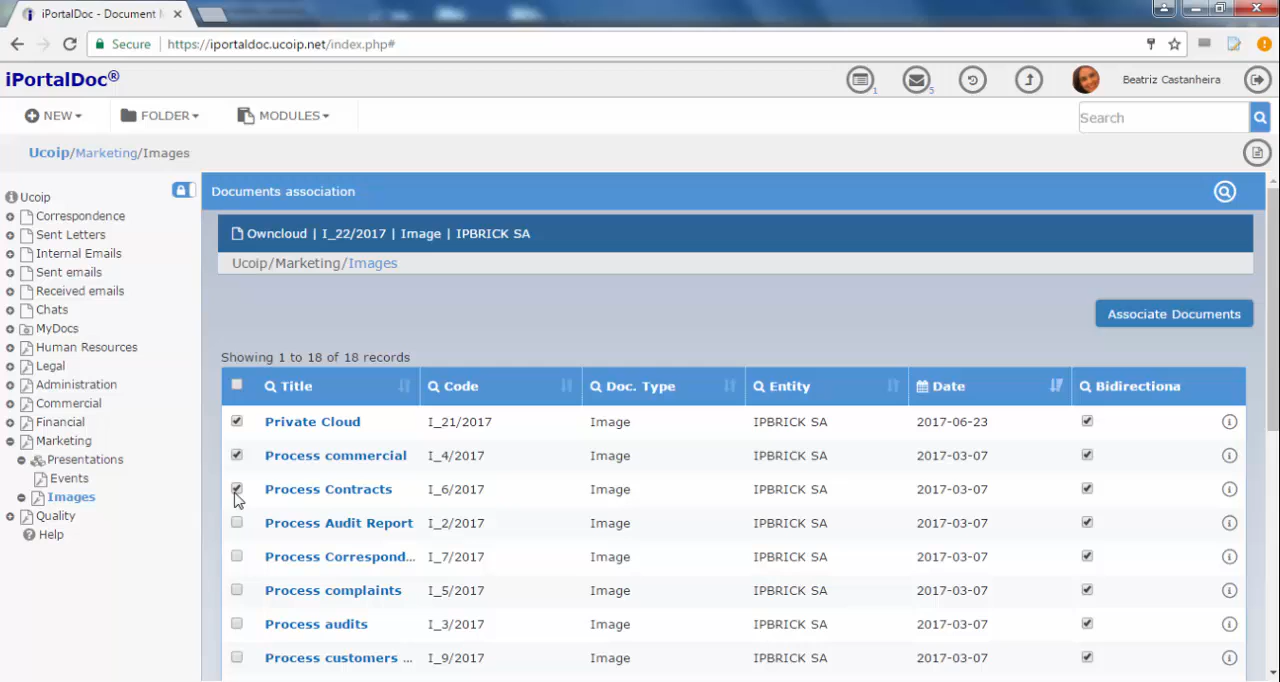 iPortalDoc - Document M
Secure
https://iportaldoc.ucoip.net/index.php#
iPortalDoc®
1
5
Beatriz Castanheira
NEW
FOLDER
MODULES
Search
Ucoip/Marketing/Images
Ucoip
Correspondence
Sent Letters
Internal Emails
Sent emails
Received emails
Chats
MyDocs
Human Resources
Legal
Administration
Commercial
Financial
Marketing
Presentations
Events
Images
Quality
Help
Documents association
Owncloud | I_22/2017 | Image | IPBRICK SA
Ucoip/Marketing/Images
Associate Documents
Showing 1 to 18 of 18 records
Title Code Doc. Type Entity Date Bidirectiona
Private Cloud I_21/2017 Image IPBRICK SA 2017-06-23
Process commercial I_4/2017 Image IPBRICK SA 2017-03-07
Process Contracts I_6/2017 Image IPBRICK SA 2017-03-07
Process Audit Report I_2/2017 Image IPBRICK SA 2017-03-07
Process Correspond... I_7/2017 Image IPBRICK SA 2017-03-07
Process complaints I_5/2017 Image IPBRICK SA 2017-03-07
Process audits I_3/2017 Image IPBRICK SA 2017-03-07
Process customers ... I_9/2017 Image IPBRICK SA 2017-03-07